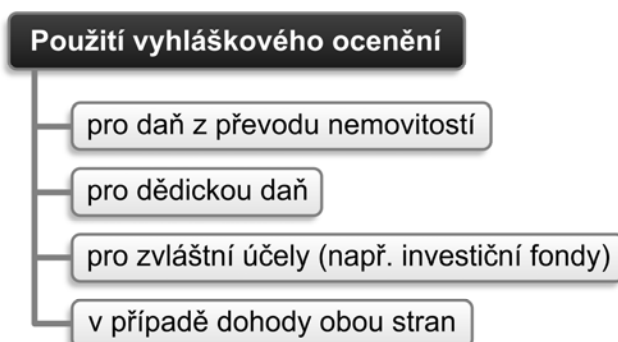 Použití vyhláškového ocenění
pro daň z převodu nemovitostí
pro dědickou daň
pro zvláštní účely (např. investiční fondy)
v případě dohody obou stran